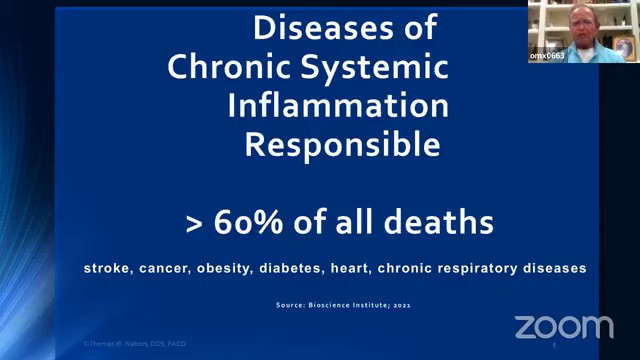 Diseases of
Chronic Systemic
Inflammation
Responsible
> 60% of all deaths
stroke, cancer, obesity, diabetes, heart, chronic respiratory diseases
Source: Bioscience Institute; 2021
©Thomas W. Nabors, DDS, FACD
8
zoom
omx0663